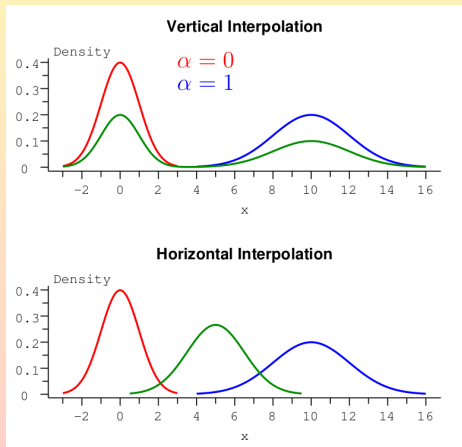 Vertical Interpolation
Density
α = 0
α = 1
0.4
0.3
0.2
0.1
0
−2 0 2 4 6 8 10 12 14 16
x
Horizontal Interpolation
Density
0.4
0.3
0.2
0.1
0
−2 0 2 4 6 8 10 12 14 16
x